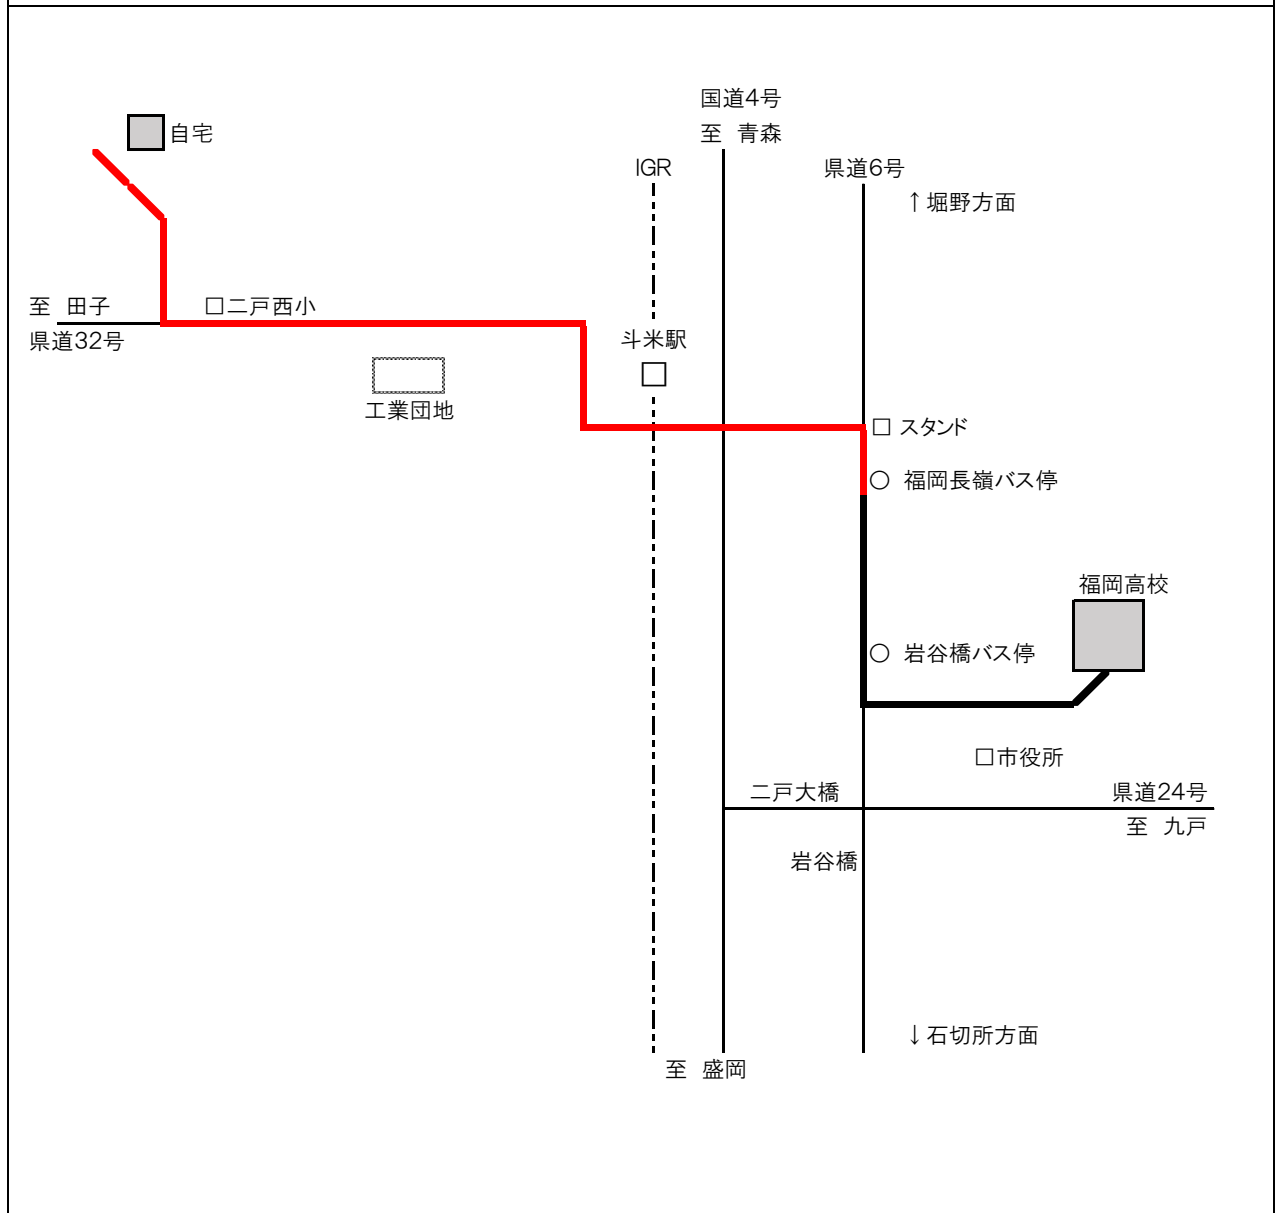 国道4号
自宅
至 青森
IGR
県道6号
↑堀野方面
至 田子
□二戸西小
県道32号
斗米駅
工業団地
□ スタンド
○ 福岡長嶺バス停
福岡高校
○ 岩谷橋バス停
□市役所
二戸大橋
県道24号
至 九戸
岩谷橋
↓石切所方面
至 盛岡